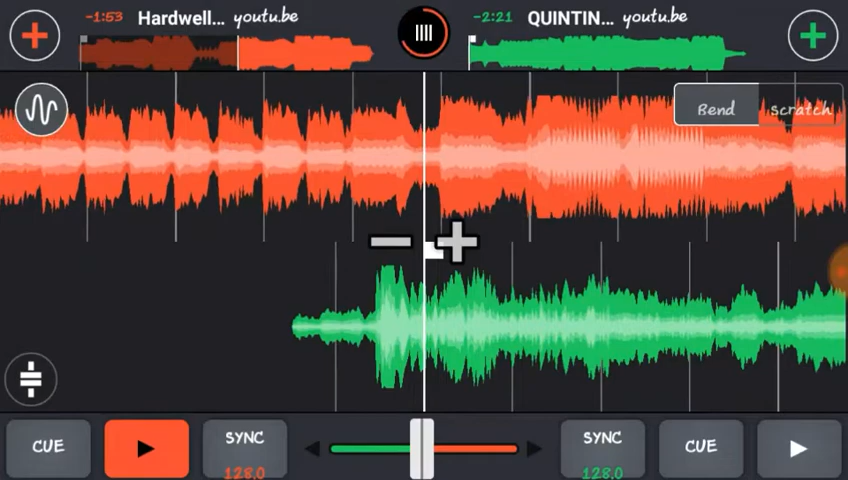 -1:53 Hardwell... youtu.be
-2:21 QUINTIN... youtu.be
Bend scratch
CUE SYNC 128.0
SYNC 128.0 CUE